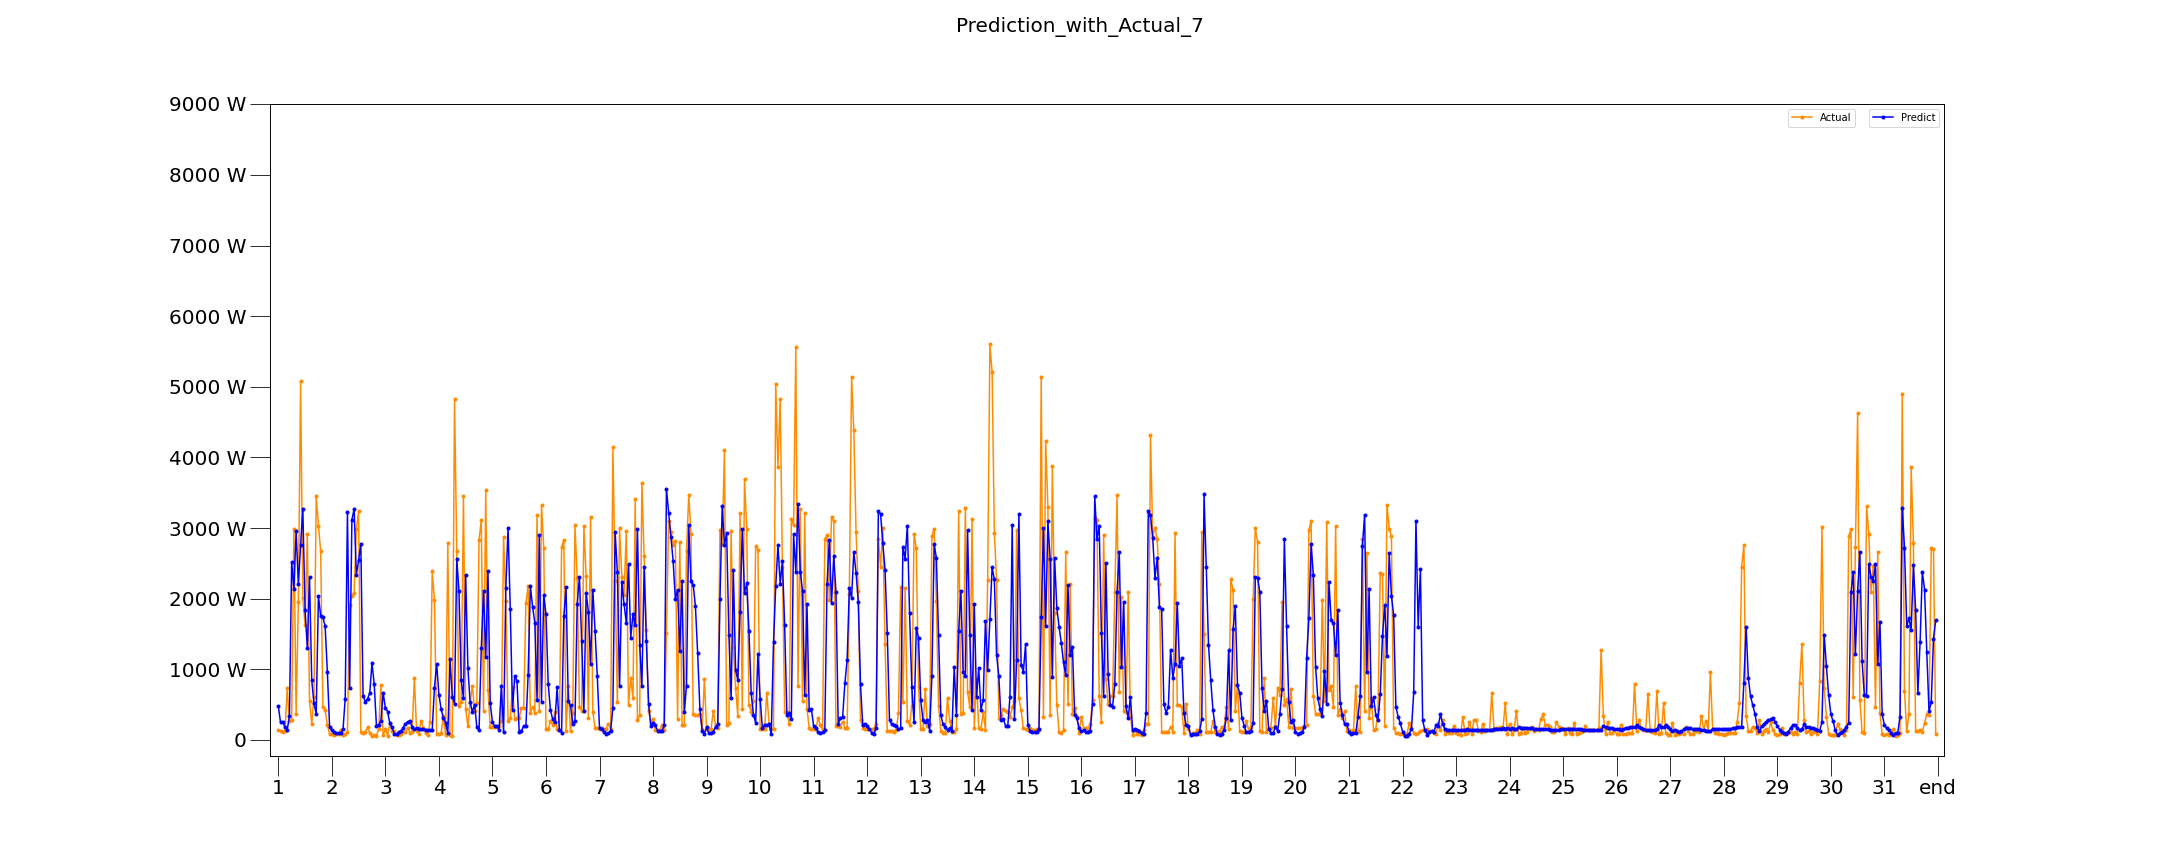 Prediction_with_Actual_7
Actual Predict
9000 W
8000 W
7000 W
6000 W
5000 W
4000 W
3000 W
2000 W
1000 W
0
1 2 3 4 5 6 7 8 9 10 11 12 13 14 15 16 17 18 19 20 21 22 23 24 25 26 27 28 29 30 31 end